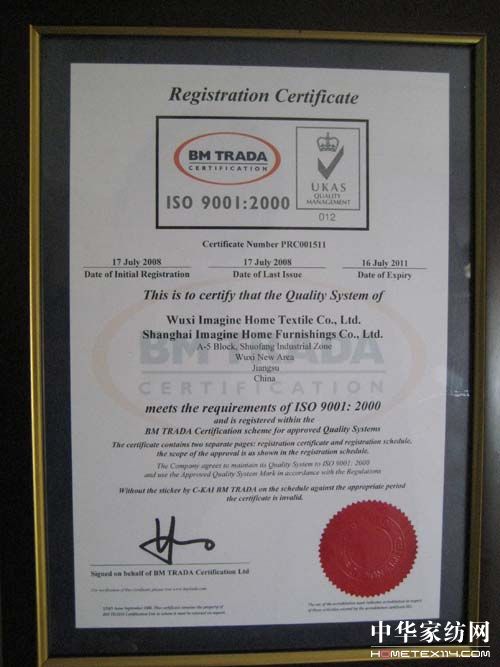 Registration Certificate
BM TRADA
CERTIFICATION
ISO 9001:2000
UKAS
QUALITY
MANAGEMENT
012
Certificate Number PRC001511
17 July 2008 17 July 2008 16 July 2011
Date of Initial Registration Date of Last Issue Date of Expiry
This is to certify that the Quality System of
Wuxi Imagine Home Textile Co., Ltd.
Shanghai Imagine Home Furnishings Co., Ltd.
A-5 Block, Shuofang Industrial Zone
Wuxi New Area
Jiangsu
China
BM TRADA
CERTIFICATION
meets the requirements of ISO 9001: 2000
and is registered within the
BM TRADA Certification scheme for approved Quality Systems
The certificate contains two separate pages: registration certificate and registration schedule,
the scope of the approval is as shown in the registration schedule.
The Company agrees to maintain its Quality System to ISO 9001: 2000
and use the Approved Quality System Mark in accordance with the Regulations
Without the sticker by C-KAI BM TRADA on the schedule against the appropriate period
the certificate is invalid.
Signed on behalf of BM TRADA Certification Ltd
中华家纺网
HOMETEX114.COM